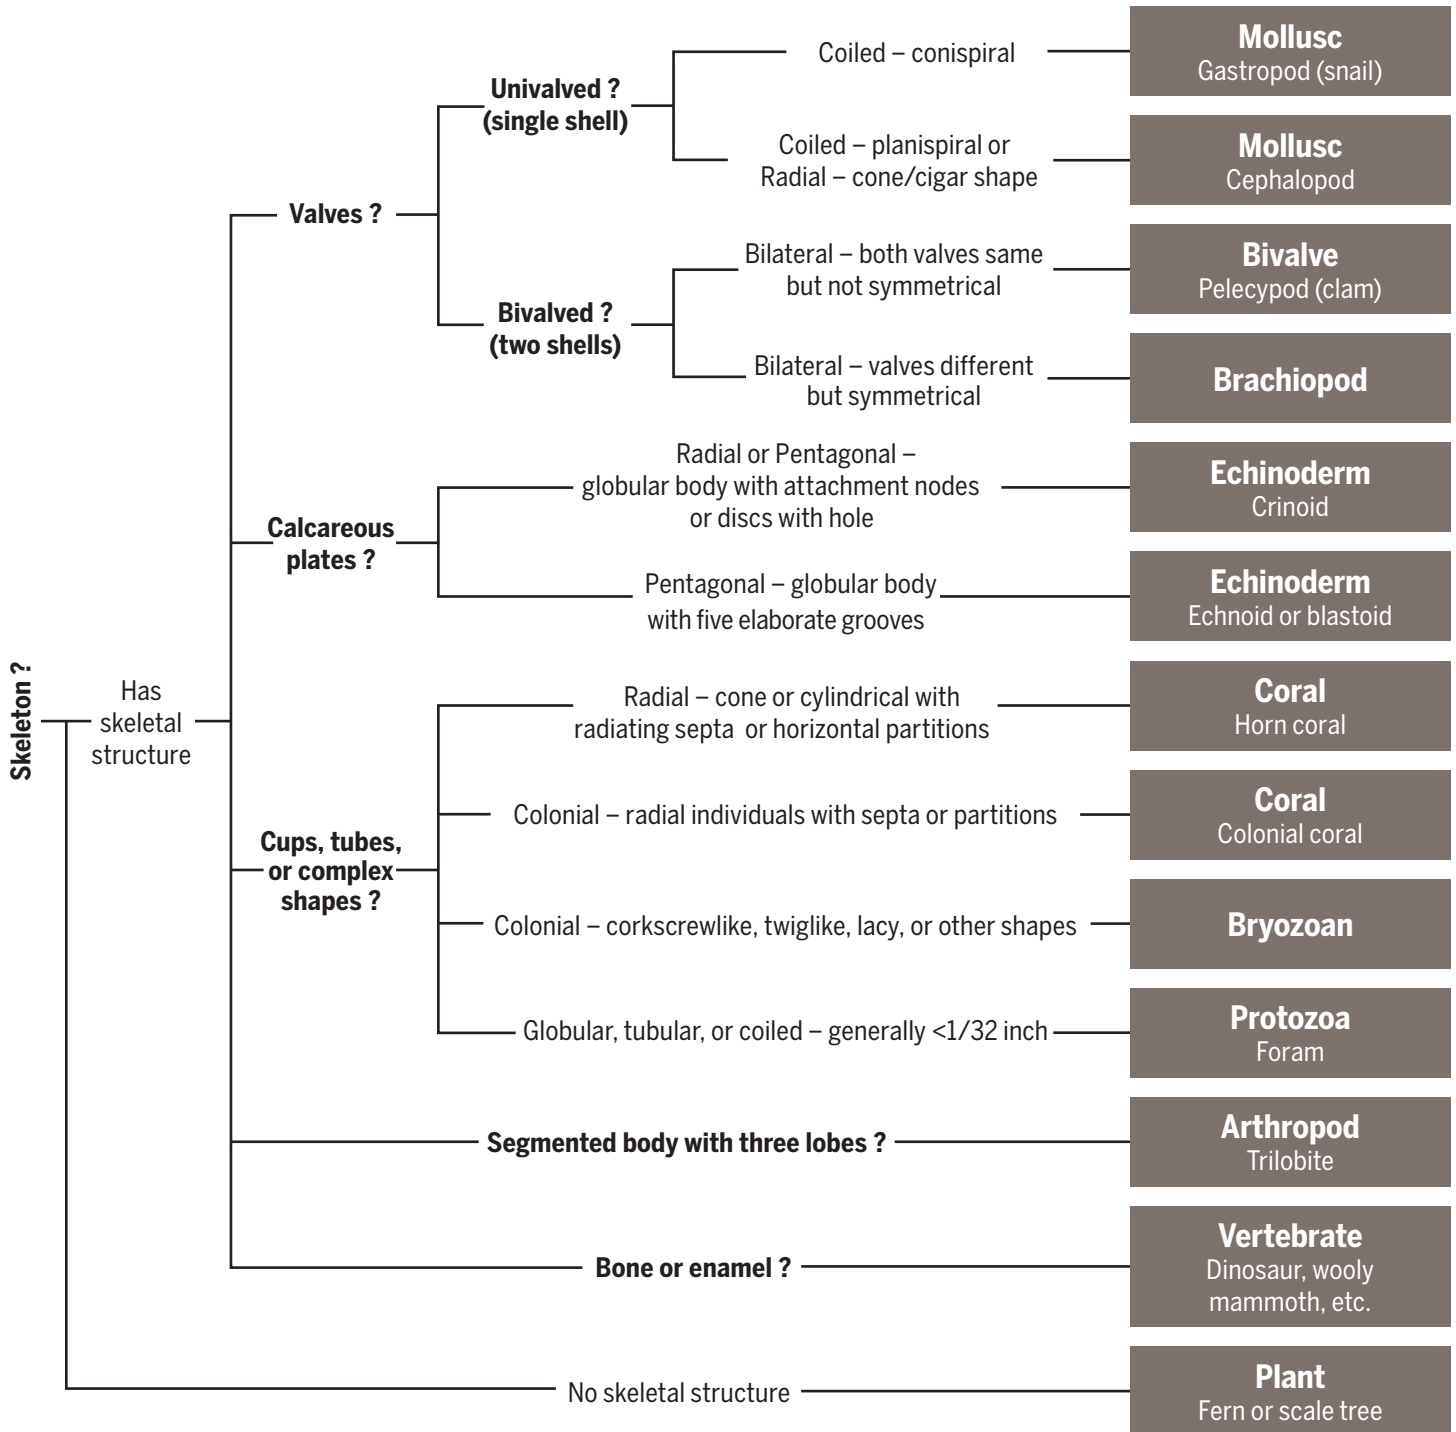 Skeleton ?
Has
skeletal
structure
Valves ?
Univalved ?
(single shell)
Coiled – conispiral
Mollusc
Gastropod (snail)
Coiled – planispiral or
Radial – cone/cigar shape
Mollusc
Cephalopod
Bivalved ?
(two shells)
Bilateral – both valves same
but not symmetrical
Bivalve
Pelecypod (clam)
Bilateral – valves different
but symmetrical
Brachiopod
Calcareous
plates ?
Radial or Pentagonal –
globular body with attachment nodes
or discs with hole
Echinoderm
Crinoid
Pentagonal – globular body
with five elaborate grooves
Echinoderm
Echnoid or blastoid
Cups, tubes,
or complex
shapes ?
Radial – cone or cylindrical with
radiating septa or horizontal partitions
Coral
Horn coral
Colonial – radial individuals with septa or partitions
Coral
Colonial coral
Colonial – corkscrewlike, twiglike, lacy, or other shapes
Bryozoan
Globular, tubular, or coiled – generally <1/32 inch
Protozoa
Foram
Segmented body with three lobes ?
Arthropod
Trilobite
Bone or enamel ?
Vertebrate
Dinosaur, wooly
mammoth, etc.
No skeletal structure
Plant
Fern or scale tree